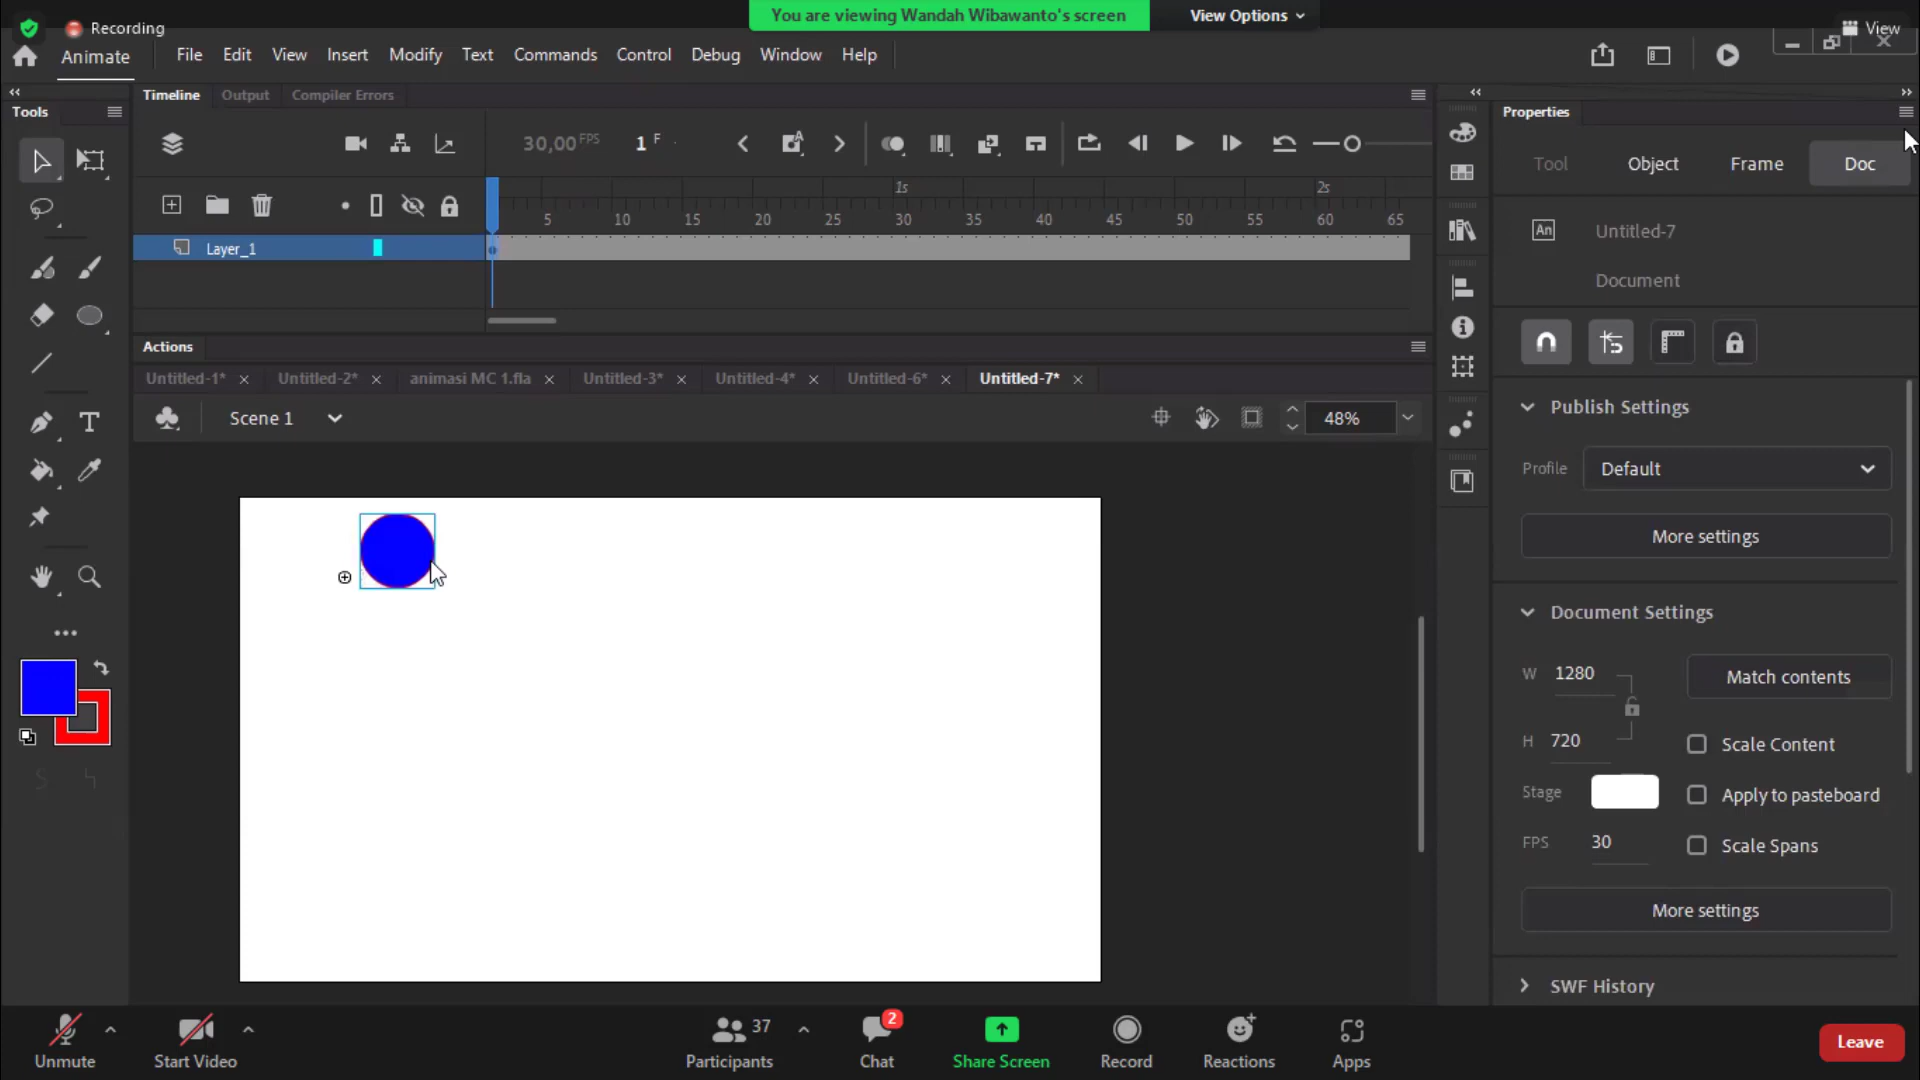 You are viewing Wandah Wibawanto's screen
View Options
Recording
View
Animate
File Edit View Insert Modify Text Commands Control Debug Window Help
Tools
Timeline Output Compiler Errors
Properties
30,00 FPS
1 F
Tool Object Frame Doc
1s 2s
5 10 15 20 25 30 35 40 45 50 55 60 65
Layer_1
An Untitled-7
Document
Actions
Untitled-1* Untitled-2* animasi MC 1.fla Untitled-3* Untitled-4* Untitled-6* Untitled-7*
Scene 1
48%
Publish Settings
Profile Default
More settings
Document Settings
W 1280
Match contents
H 720
Scale Content
Stage
Apply to pasteboard
FPS 30
Scale Spans
More settings
SWF History
T
Unmute
Start Video
37
Participants
2
Chat
Share Screen
Record
Reactions
Apps
Leave